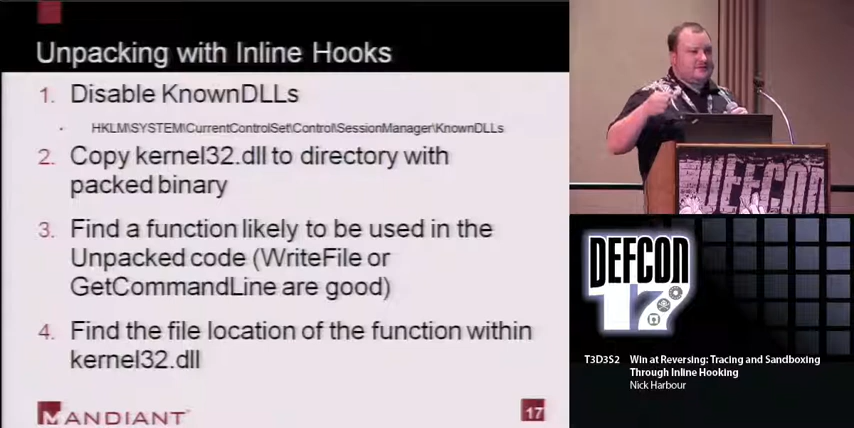 Unpacking with Inline Hooks
1. Disable KnownDLLs
- HKLM\SYSTEM\CurrentControlSet\Control\SessionManager\KnownDLLs
2. Copy kernel32.dll to directory with
packed binary
3. Find a function likely to be used in the
Unpacked code (WriteFile or
GetCommandLine are good)
4. Find the file location of the function within
kernel32.dll
MANDIANT
17
DEFCON
DEFCON
17
T3D3S2 Win at Reversing: Tracing and Sandboxing
Through Inline Hooking
Nick Harbour